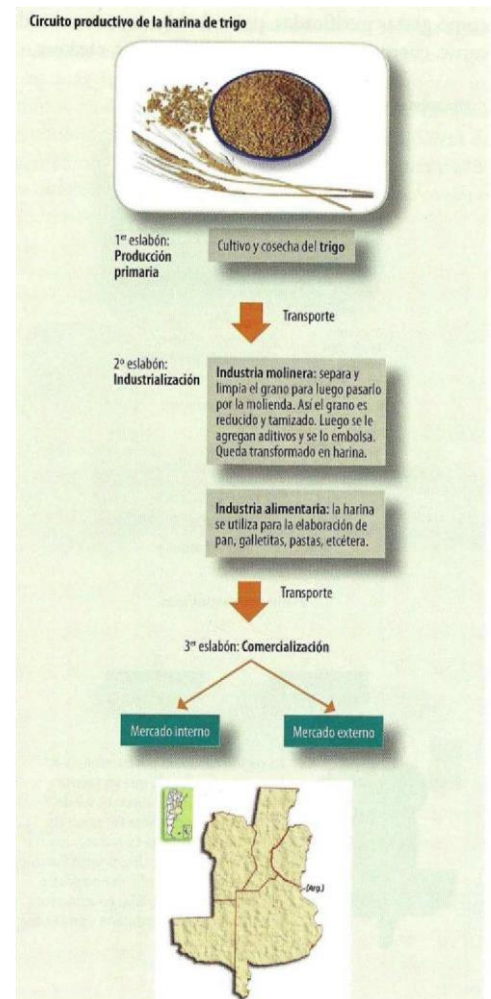 Circuito productivo de la harina de trigo
1er eslabón:
Producción
primaria
Cultivo y cosecha del trigo
Transporte
2º eslabón:
Industrialización
Industria molinera: separa y
limpia el grano para luego pasarlo
por la molienda. Así el grano es
reducido y tamizado. Luego se le
agregan aditivos y se lo embolsa.
Queda transformado en harina.
Industria alimentaria: la harina
se utiliza para la elaboración de
pan, galletitas, pastas, etcétera.
Transporte
3er eslabón: Comercialización
Mercado interno
Mercado externo
(Arg.)